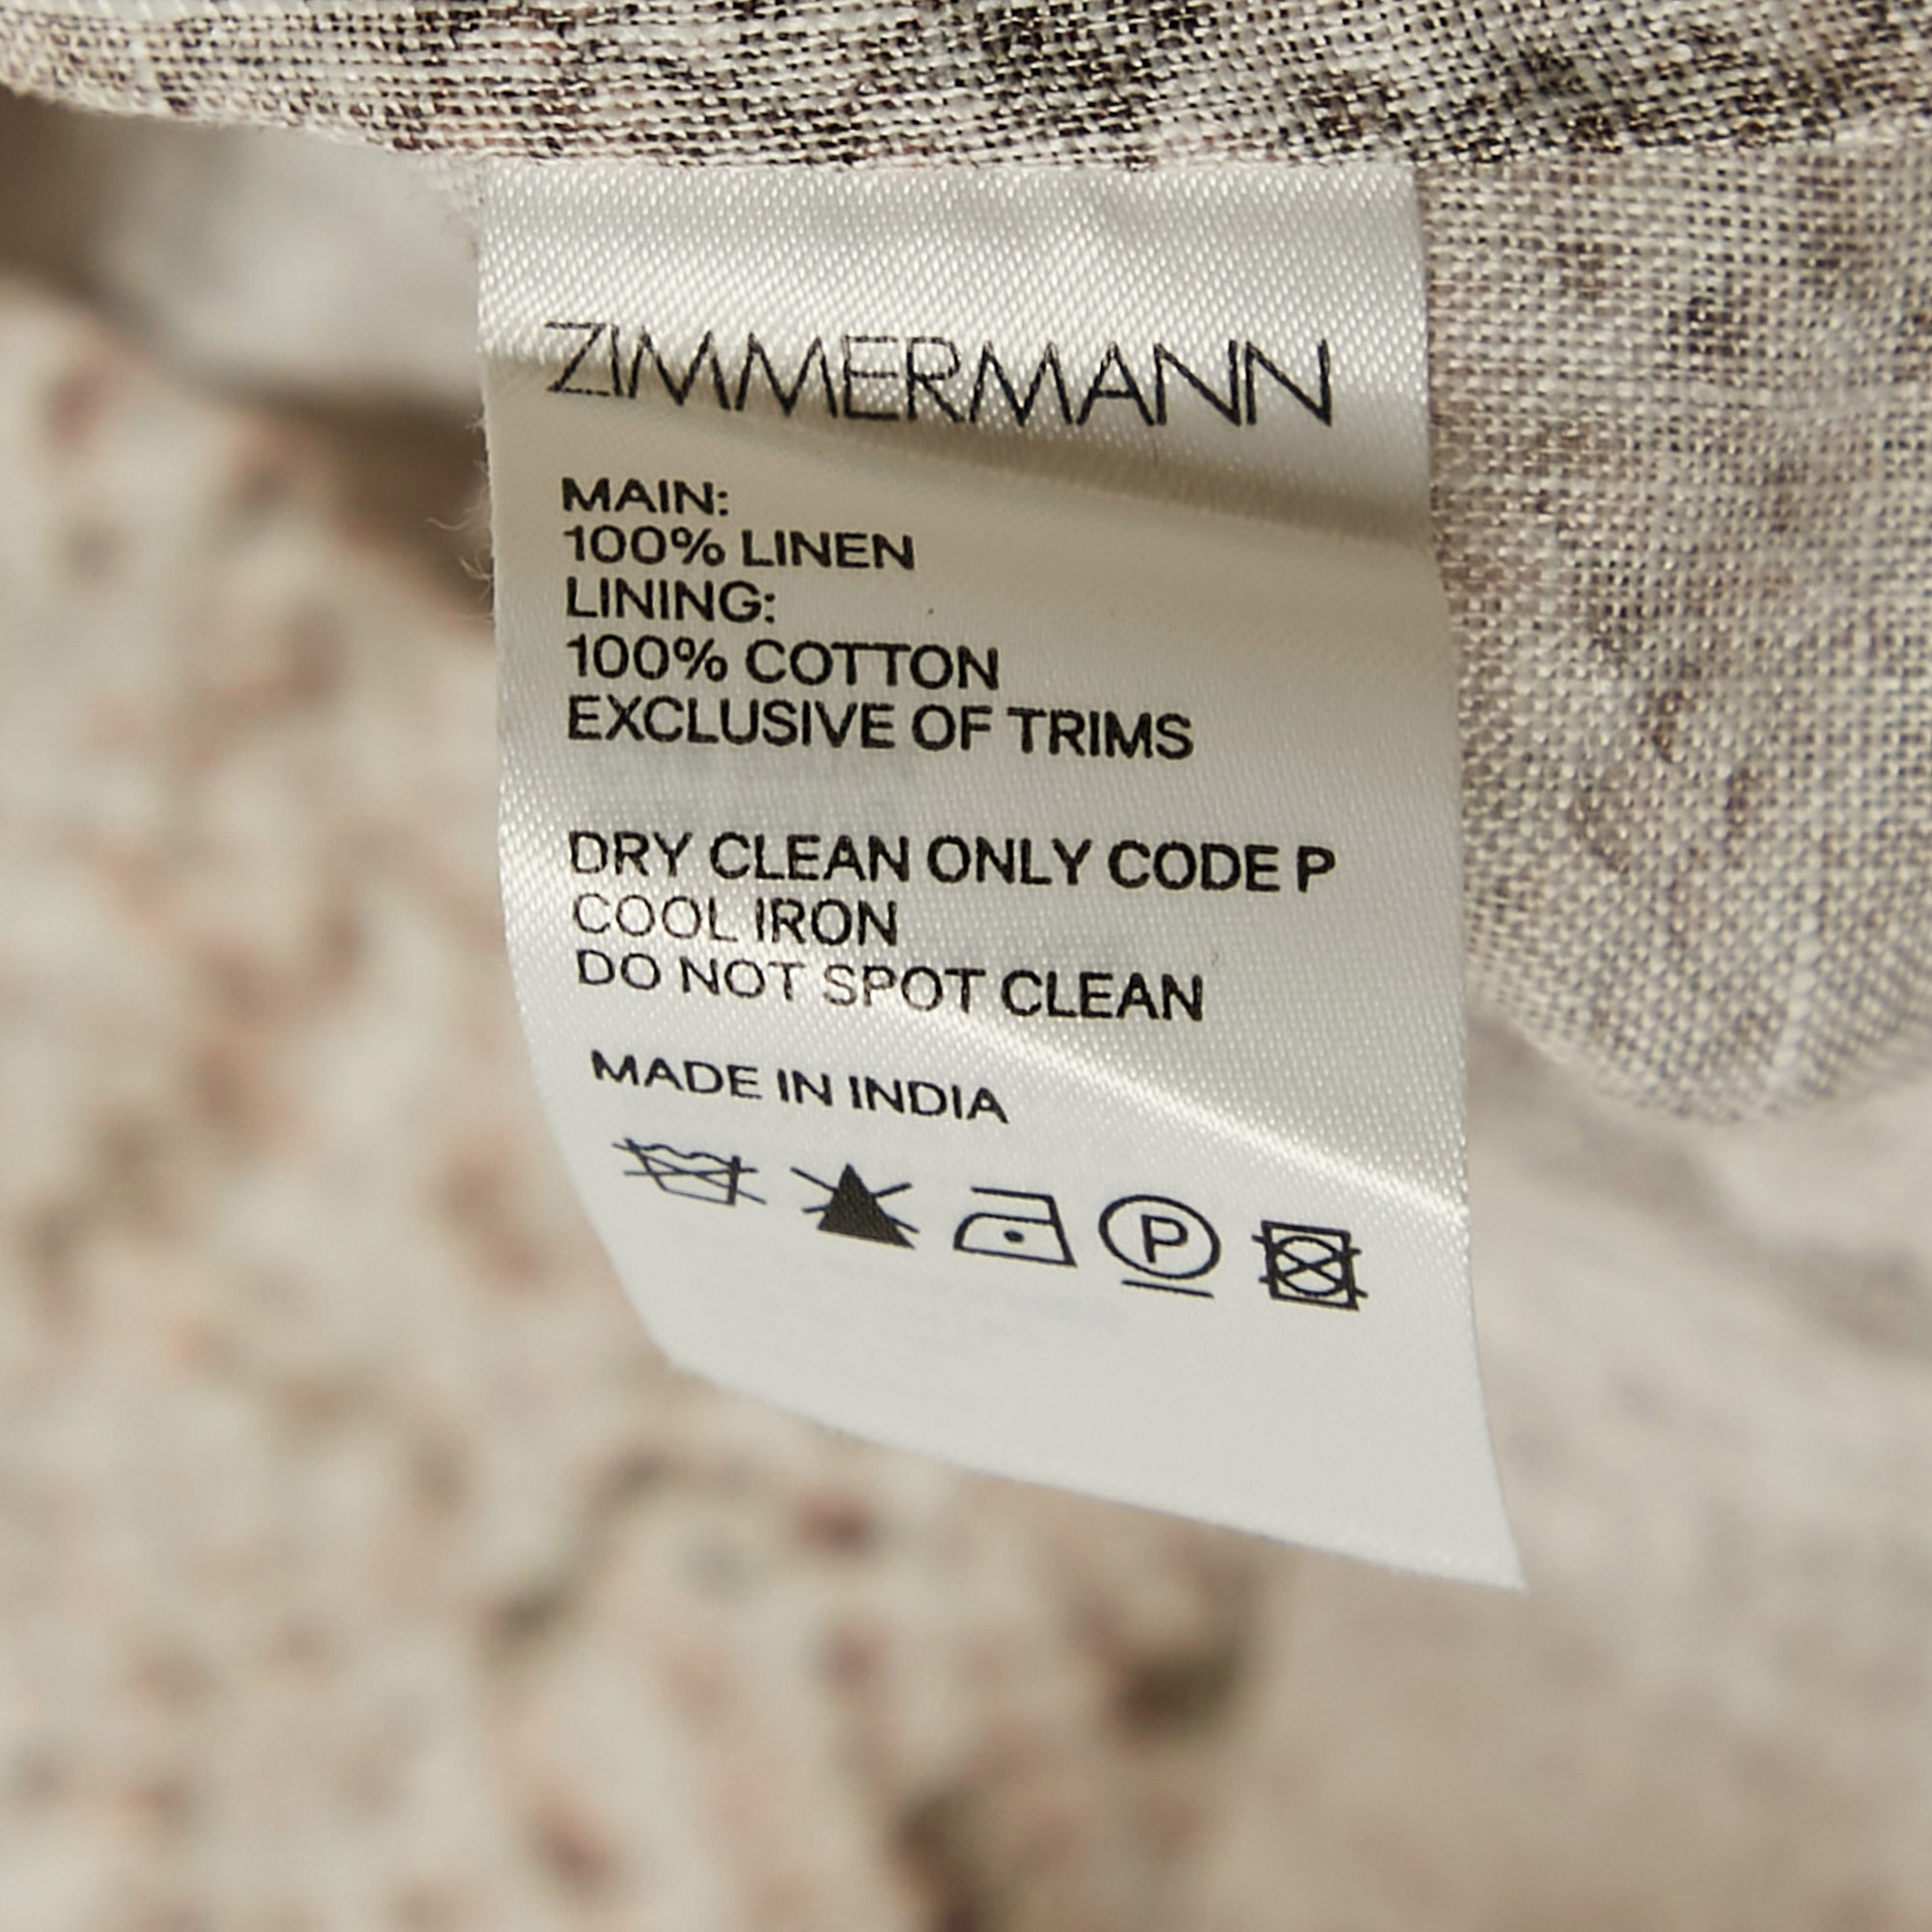 ZIMMERMANN
MAIN:
100% LINEN
LINING:
100% COTTON
EXCLUSIVE OF TRIMS
DRY CLEAN ONLY CODE P
COOL IRON
DO NOT SPOT CLEAN
MADE IN INDIA
P